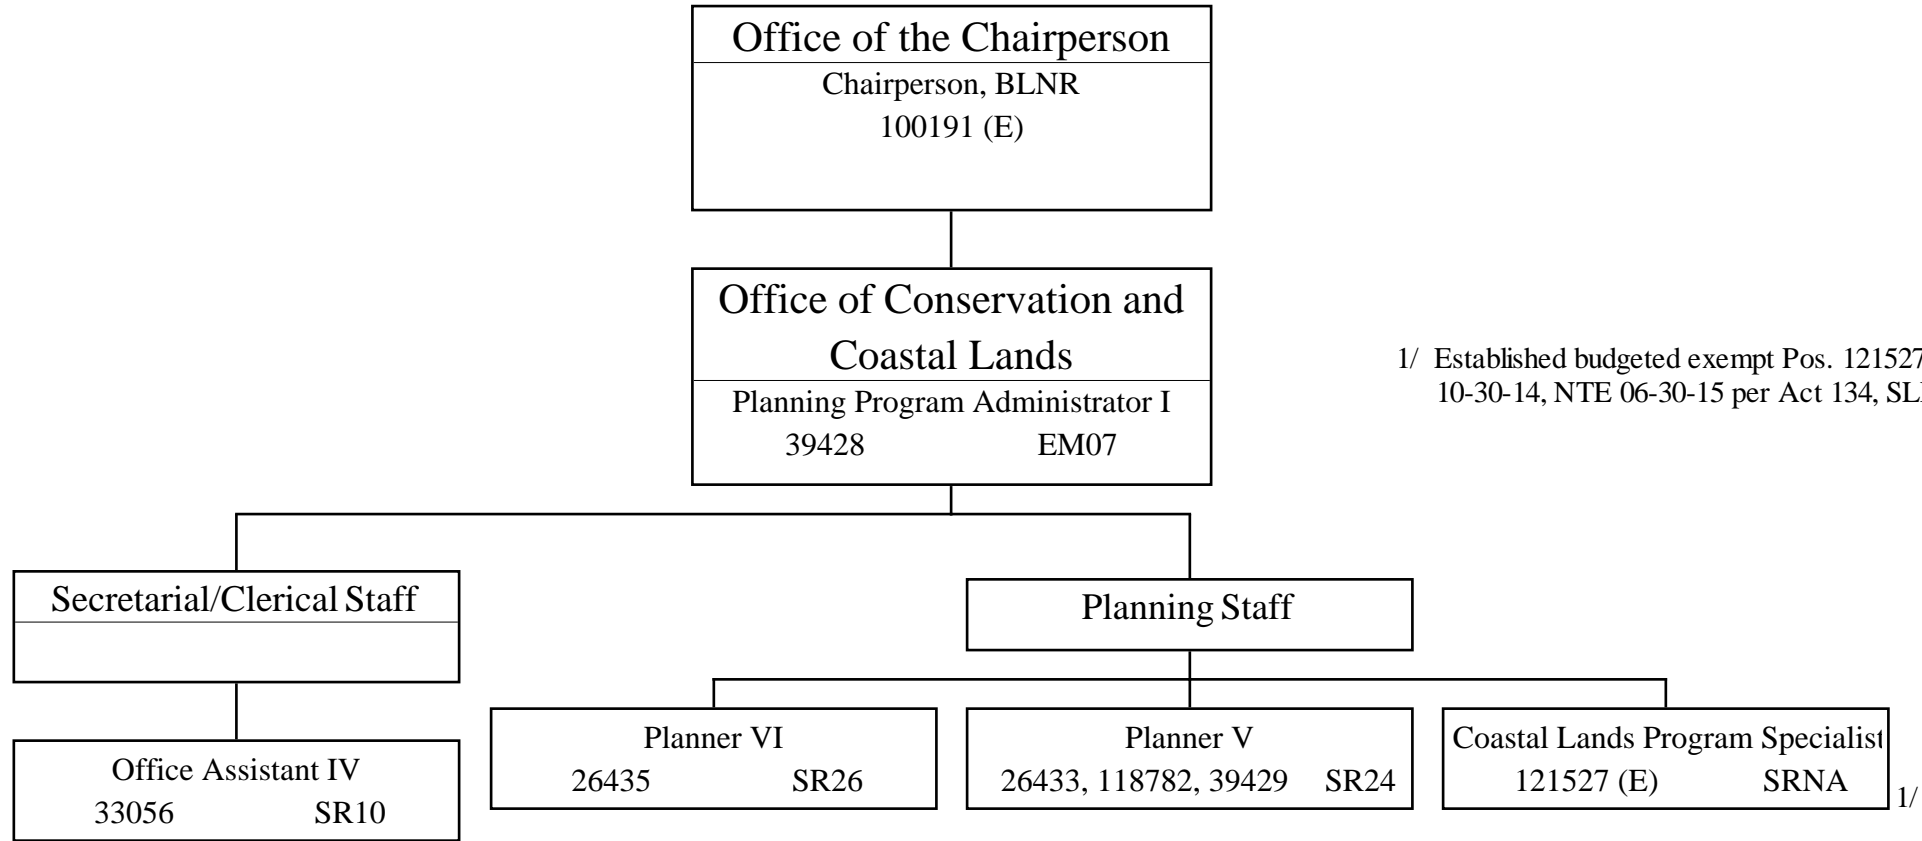 Office of the Chairperson
Chairperson, BLNR
100191 (E)
Office of Conservation and
Coastal Lands
Planning Program Administrator I
39428 EM07
1/ Established budgeted exempt Pos. 121527
10-30-14, NTE 06-30-15 per Act 134,
Secretarial/Clerical Staff
Planning Staff
Office Assistant IV
33056 SR10
Planner VI
26435 SR26
Planner V
26433, 118782, 39429 SR24
Coastal Lands Program Specialist
121527 (E) SRNA
1/